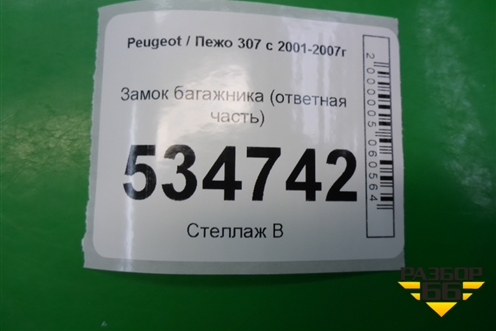 Peugeot / Пежо 307 с 2001-2007г
Замок багажника (ответная
часть)
534742
Стеллаж В
2000005060564
РАЗБОР
66